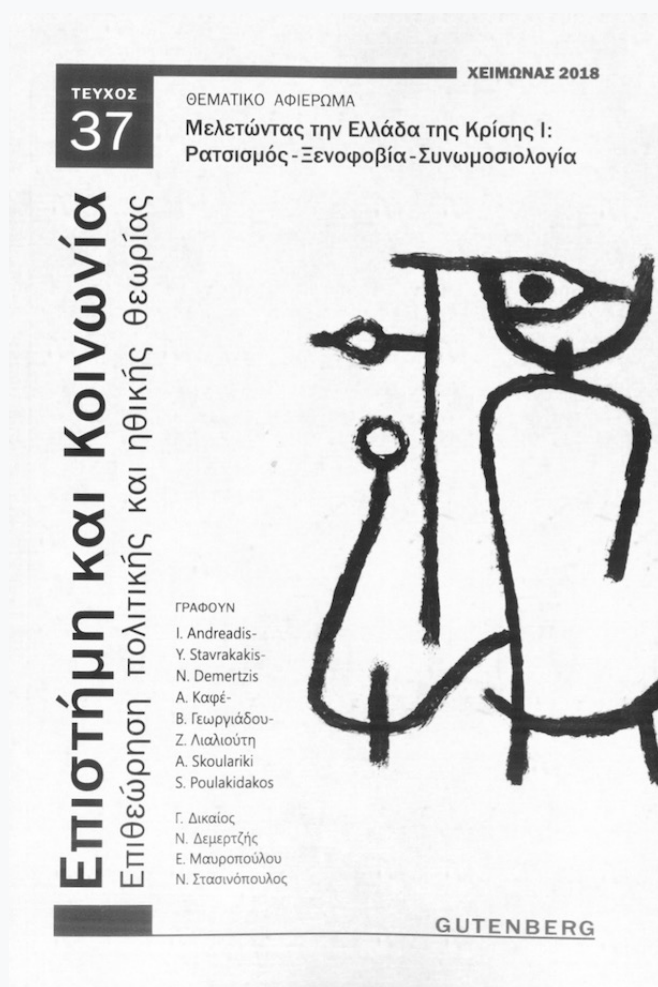 ΧΕΙΜΩΝΑΣ 2018
ΤΕΥΧΟΣ
37
ΘΕΜΑΤΙΚΟ ΑΦΙΕΡΩΜΑ
Μελετώντας την Ελλάδα της Κρίσης Ι:
Ρατσισμός - Ξενοφοβία - Συνωμοσιολογία
Επιστήμη και Κοινωνία
Επιθεώρηση πολιτικής και ηθικής θεωρίας
ΓΡΑΦΟΥΝ
I. Andreadis-
Y. Stavrakakis-
N. Demertzis
Α. Καφέ-
Β. Γεωργιάδου-
Ζ. Λιαλιούτη
A. Skoulariki
S. Poulakidakos
Γ. Δικαίος
Ν. Δεμερτζής
Ε. Μαυροπούλου
Ν. Στασινόπουλος
GUTENBERG